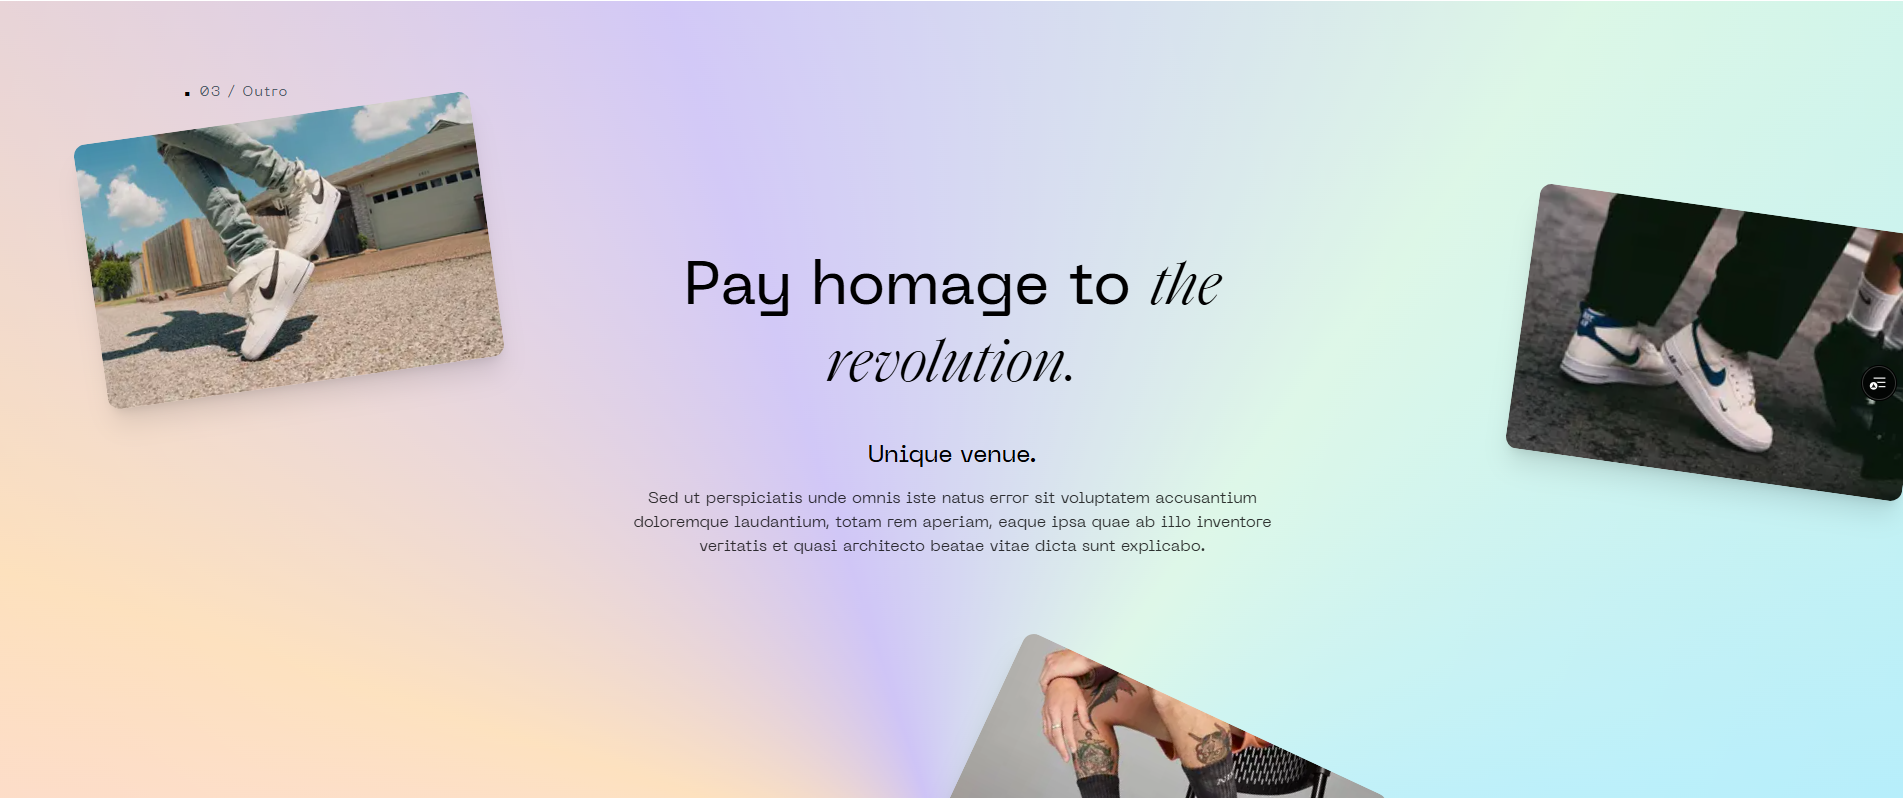 03 / Outro
Pay homage to the
revolution.
Unique venue.
Sed ut perspiciatis unde omnis iste natus error sit voluptatem accusantium
doloremque laudantium, totam rem aperiam, eaque ipsa quae ab illo inventore
veritatis et quasi architecto beatae vitae dicta sunt explicabo.